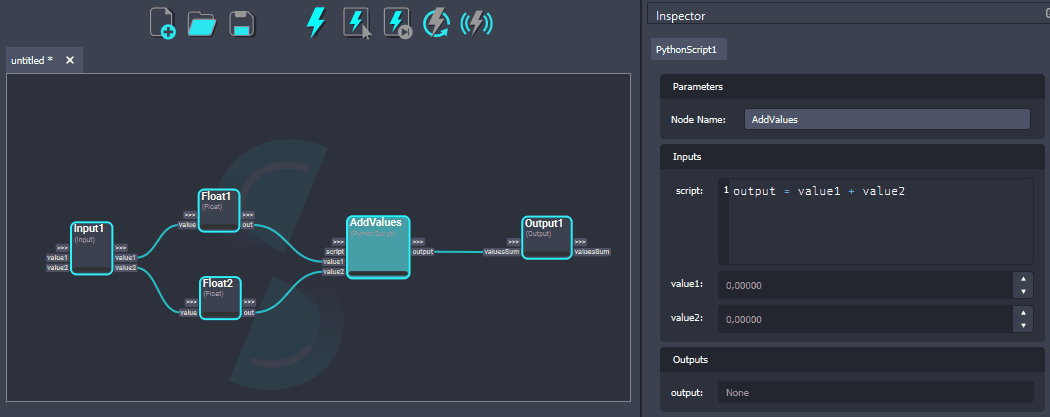 Inspector
untitled *
PythonScript1
Parameters
Node Name:
AddValues
Inputs
script:
1
output = value1 + value2
value1:
0,00000
value2:
0,00000
Outputs
output:
None
Input1
(Input)
>>>
>>>
value1
value1
value2
value2
Float1
(Float)
>>>
>>>
value
out
Float2
(Float)
>>>
>>>
value
out
AddValues
(PythonScript)
>>>
>>>
script
output
value1
value2
Output1
(Output)
>>>
>>>
valuesSum
valuesSum